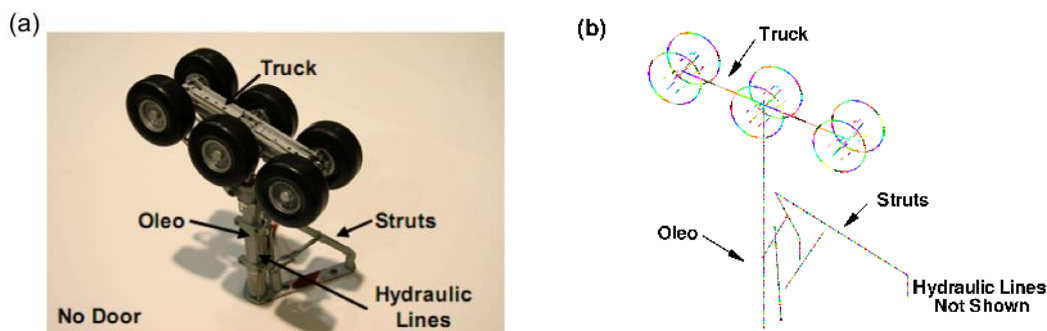 (a)
Truck
Oleo
Struts
Hydraulic
Lines
No Door
(b)
Truck
Struts
Oleo
Hydraulic Lines
Not Shown